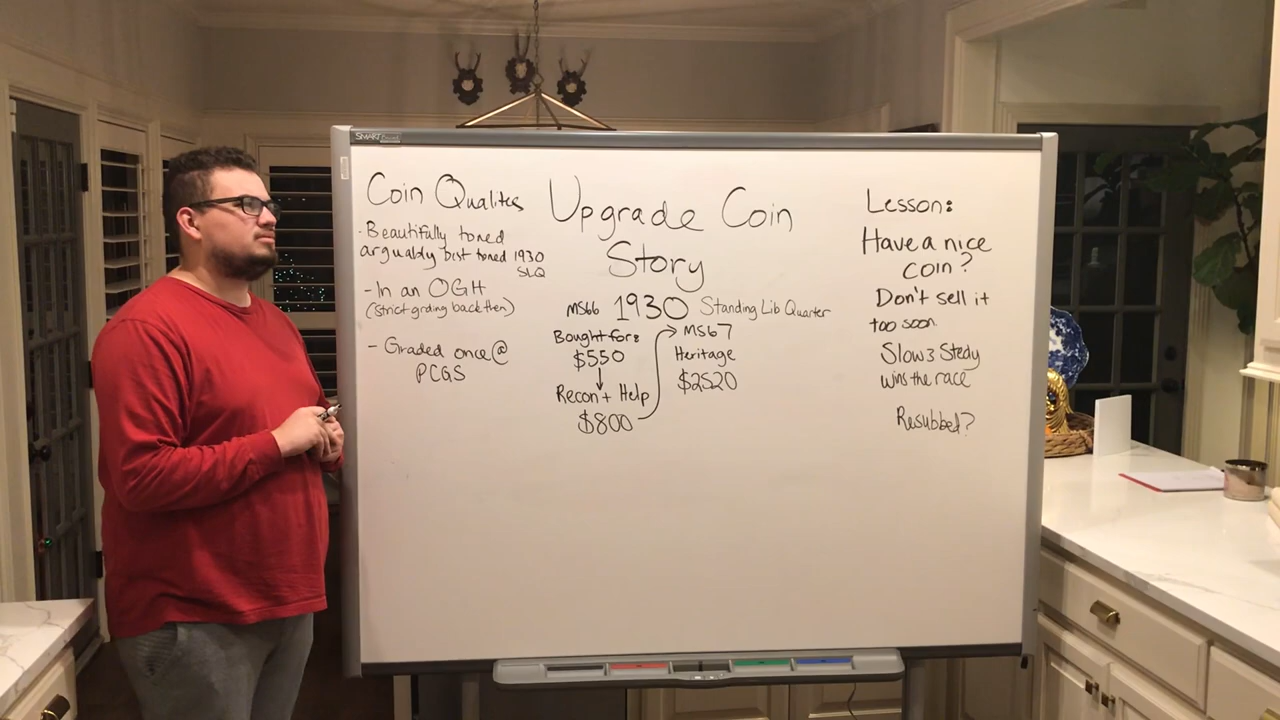 SMART Board
Coin Qualites
- Beautifully toned
arguably best toned 1930
SLQ
- In an OGH
(strict grding back then)
- Graded once @
PCGS
Upgrade Coin
Story
MS66 1930 Standing Lib Quarter
Bought for:
$550
Recon + Help
$800
MS67
Heritage
$2520
Lesson:
Have a nice
coin?
Don't sell it
too soon.
Slow & Stedy
wins the race
Resubbed?